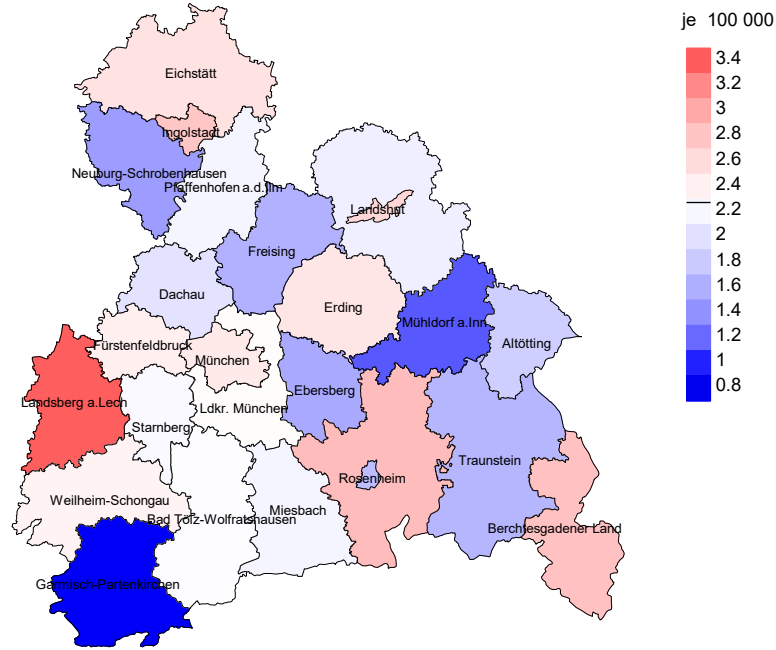 je 100 000
Eichstätt
3.4
3.2
3
2.8
2.6
2.4
2.2
2
1.8
1.6
1.4
1.2
1
0.8
Ingolstadt
Neuburg-Schrobenhausen
Pfaffenhofen a.d.Ilm
Landshut
Freising
Dachau
Erding
Mühldorf a.Inn
Altötting
Fürstenfeldbruck
München
Ebersberg
Landsberg a.Lech
Ldkr. München
Starnberg
Traunstein
Rosenheim
Weilheim-Schongau
Miesbach
Bad Tölz-Wolfratshausen
Berchtesgadener Land
Garmisch-Partenkirchen